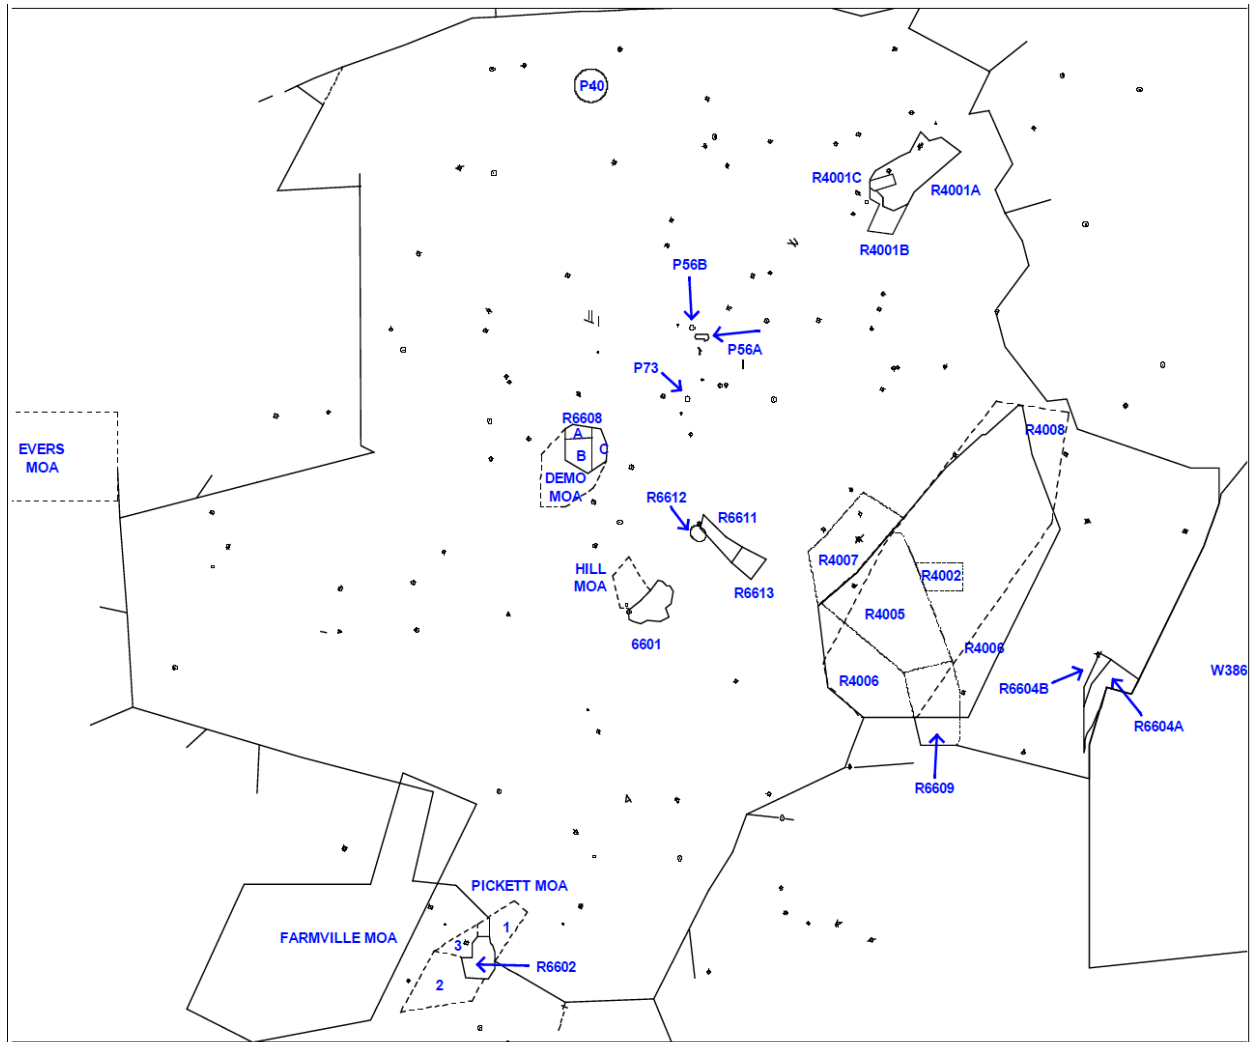 P40
R4001C
R4001A
R4001B
P56B
P56A
P73
R6608
A
C
B
EVERS
MOA
DEMO
MOA
R4008
R6612
R6611
R4007
HILL
MOA
R4002
R6613
R4005
6601
R4006
R4006
R6604B
W386
R6604A
R6609
PICKETT MOA
1
FARMVILLE MOA
3
R6602
2